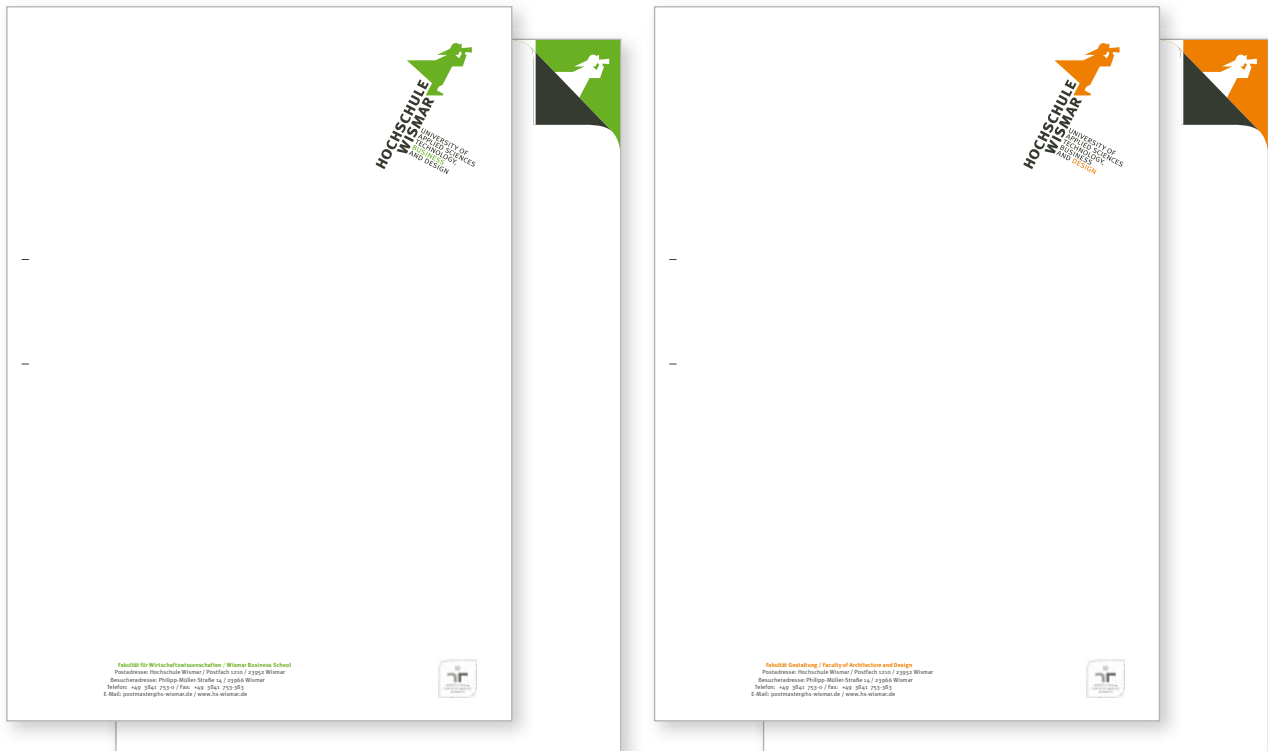 HOCHSCHULE
WISMAR
UNIVERSITY OF
APPLIED SCIENCES
TECHNOLOGY,
BUSINESS
AND DESIGN
Fakultät für Wirtschaftswissenschaften / Wismar Business School
Postadresse: Hochschule Wismar / Postfach 1210 / 23952 Wismar
Besucheradresse: Philipp-Müller-Straße 14 / 23966 Wismar
Telefon: +49 3841 753-0 / Fax: +49 3841 753-383
E-Mail: postmaster@hs-wismar.de / www.hs-wismar.de
HOCHSCHULE
WISMAR
UNIVERSITY OF
APPLIED SCIENCES
TECHNOLOGY,
BUSINESS
AND DESIGN
Fakultät Gestaltung / Faculty of Architecture and Design
Postadresse: Hochschule Wismar / Postfach 1210 / 23952 Wismar
Besucheradresse: Philipp-Müller-Straße 14 / 23966 Wismar
Telefon: +49 3841 753-0 / Fax: +49 3841 753-383
E-Mail: postmaster@hs-wismar.de / www.hs-wismar.de